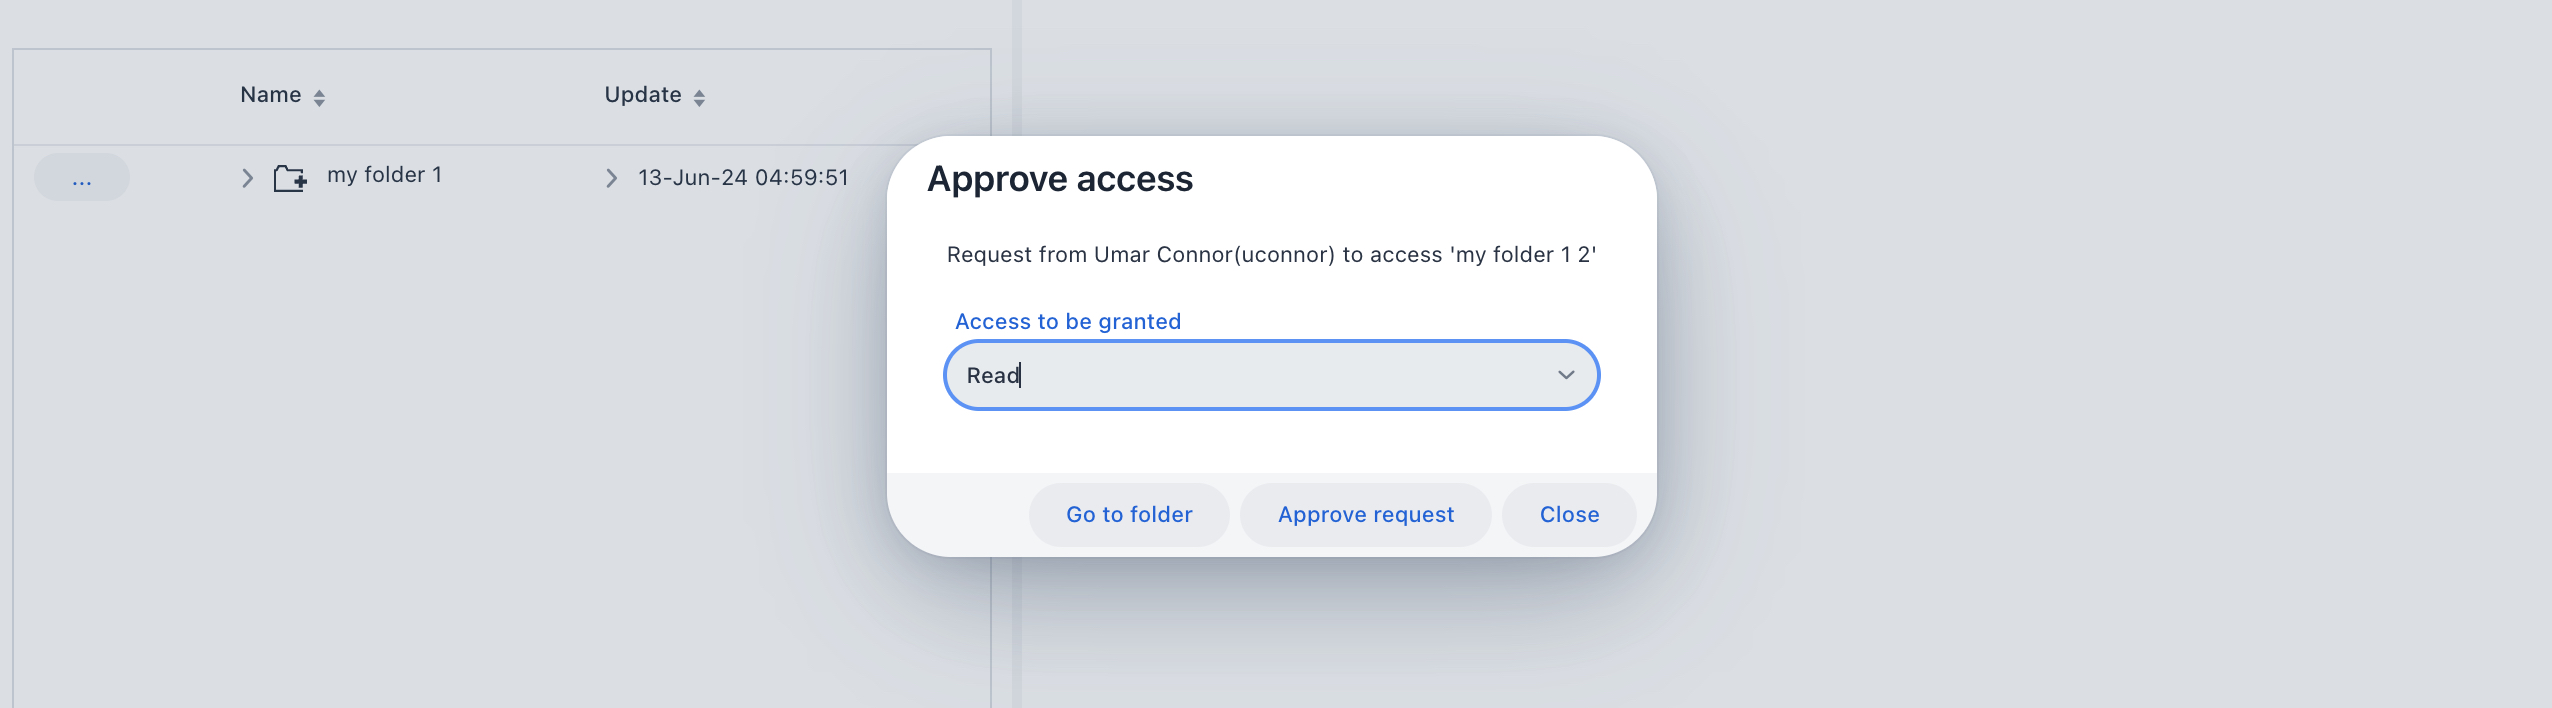 Name
Update
...
my folder 1
13-Jun-24 04:59:51
Approve access
Request from Umar Connor(uconnor) to access 'my folder 1 2'
Access to be granted
Read
Go to folder
Approve request
Close